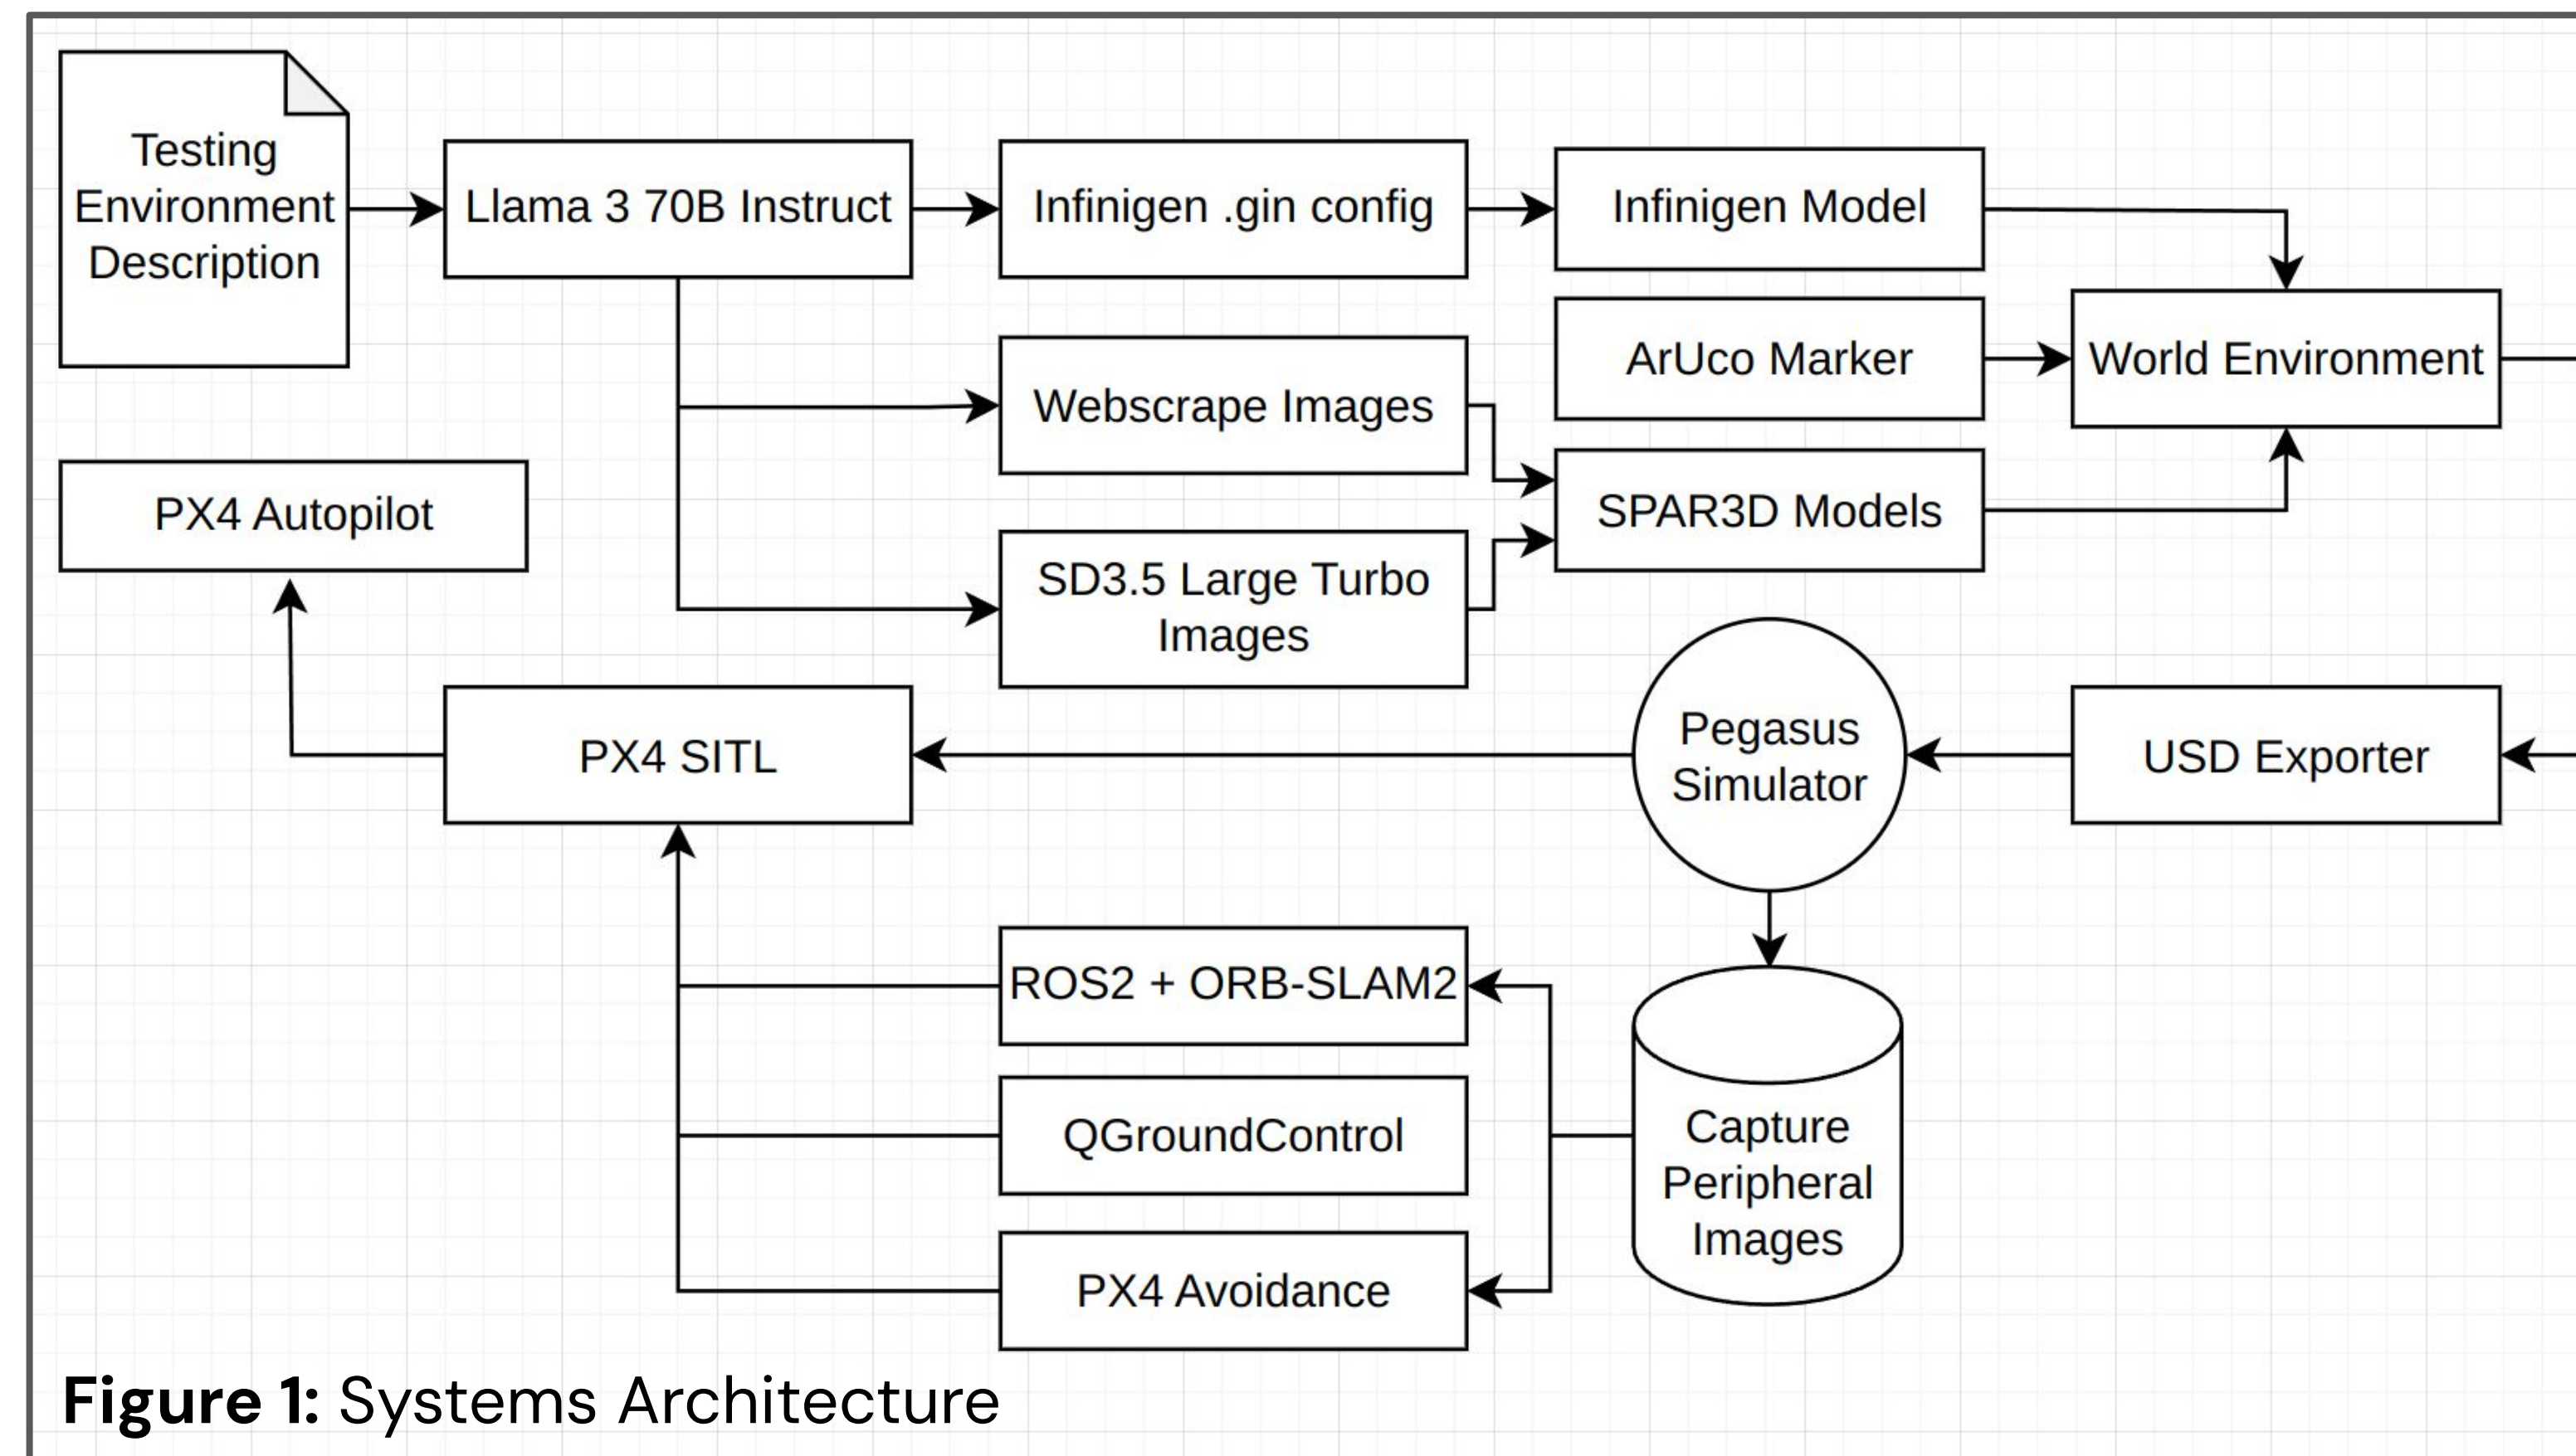 Testing
Environment
Description
Llama 3 70B Instruct
Infinigen .gin config
Infinigen Model
ArUco Marker
World Environment
Webscrape Images
SPAR3D Models
PX4 Autopilot
SD3.5 Large Turbo
Images
PX4 SITL
Pegasus
Simulator
USD Exporter
ROS2 + ORB-SLAM2
QGroundControl
PX4 Avoidance
Capture
Peripheral
Images
Figure 1: Systems Architecture